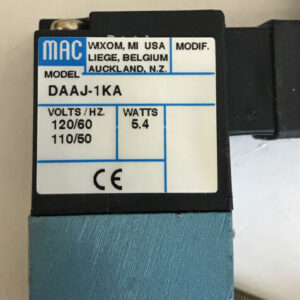 MAC
WIXOM, MI USA
LIEGE, BELGIUM
AUCKLAND, N.Z.
MODIF.
MODEL
DAAJ-1KA
VOLTS/HZ.
WATTS
120/60
5.4
110/50
CE